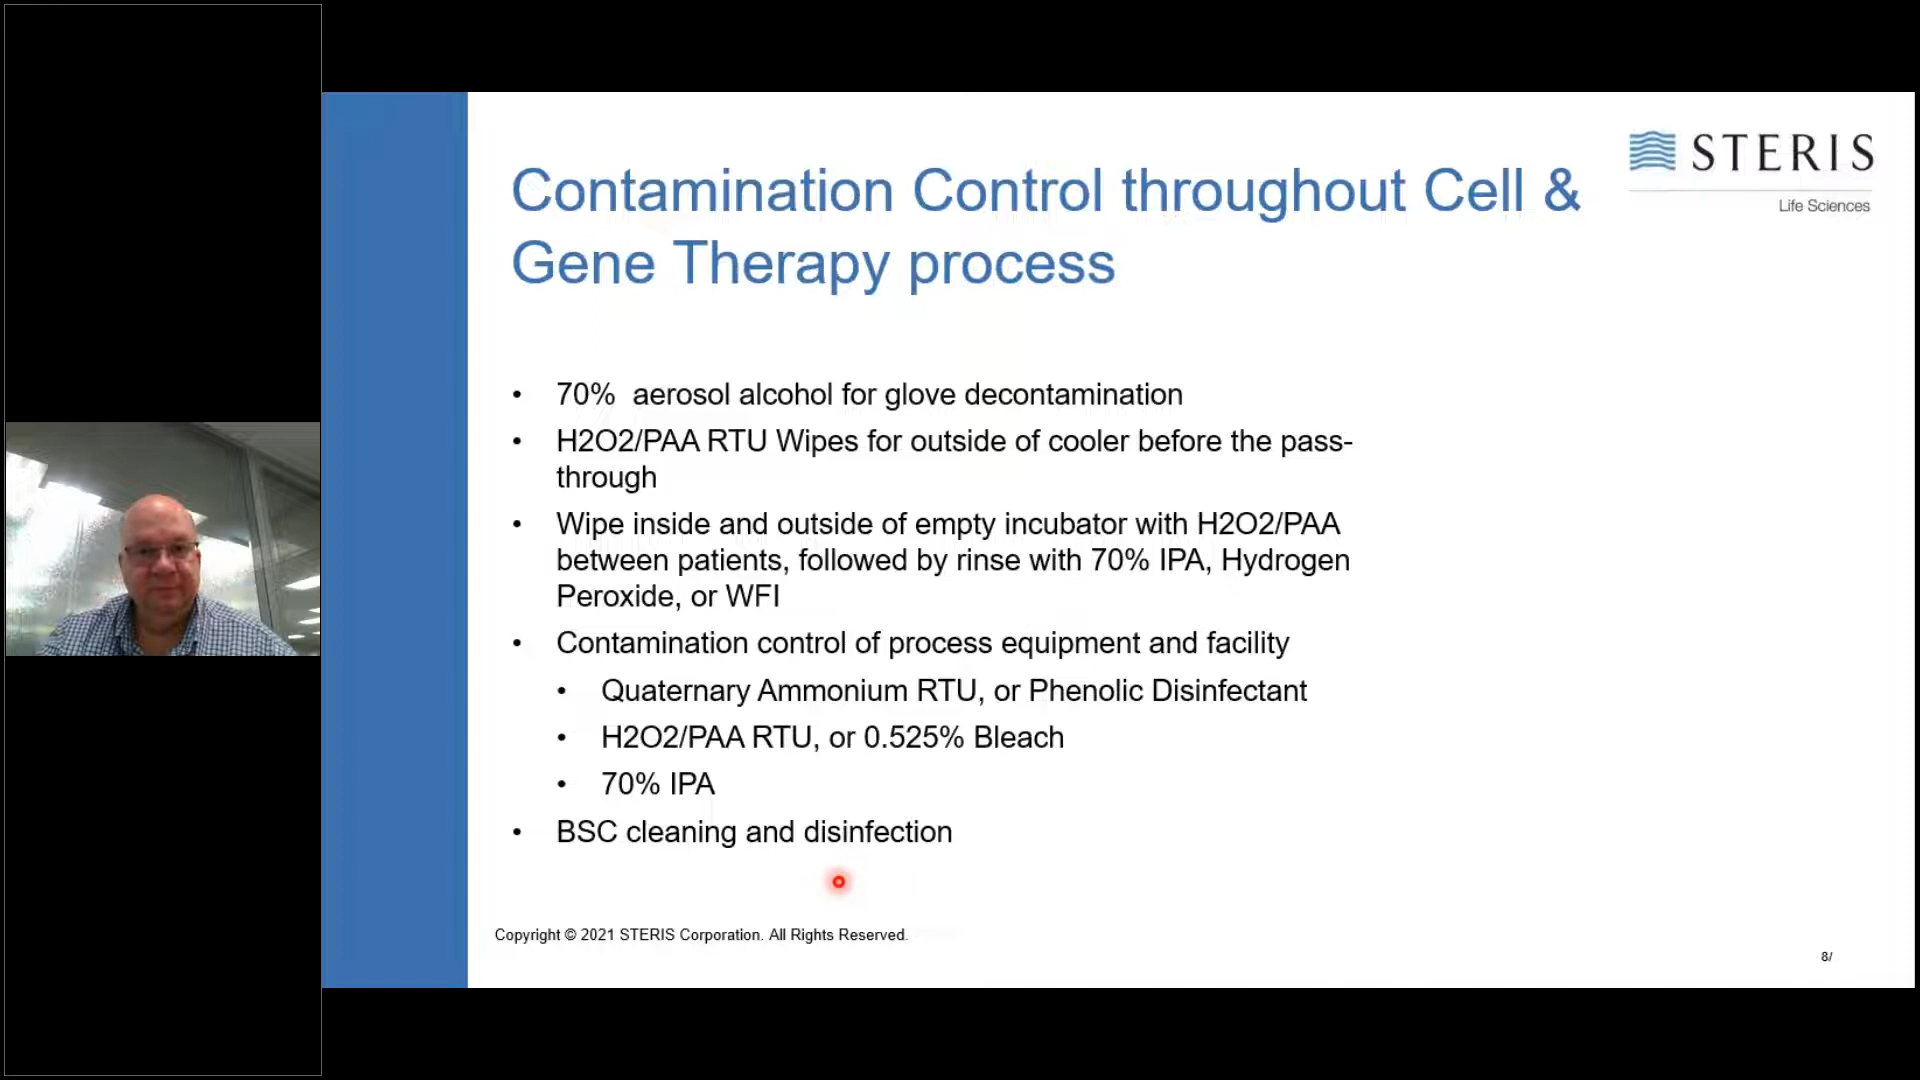 STERIS
Life Sciences
Contamination Control throughout Cell &
Gene Therapy process
• 70%  aerosol alcohol for glove decontamination
• H2O2/PAA RTU Wipes for outside of cooler before the pass-
through
• Wipe inside and outside of empty incubator with H2O2/PAA
between patients, followed by rinse with 70% IPA, Hydrogen
Peroxide, or WFI
• Contamination control of process equipment and facility
• Quaternary Ammonium RTU, or Phenolic Disinfectant
• H2O2/PAA RTU, or 0.525% Bleach
• 70% IPA
• BSC cleaning and disinfection
Copyright © 2021 STERIS Corporation. All Rights Reserved.
8/